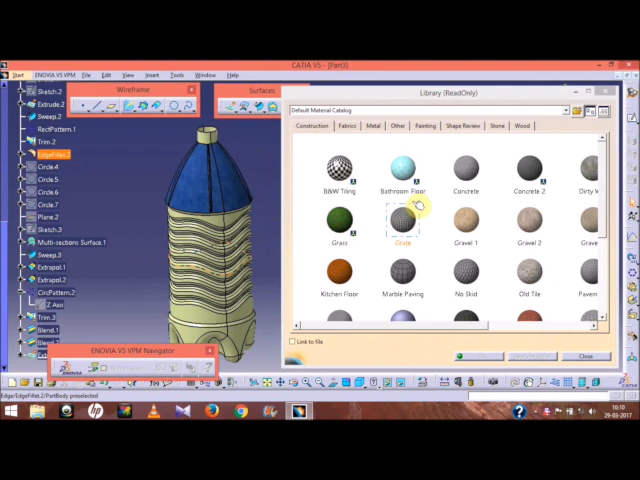 CATIA V5 - [Part3]
Start ENOVIA V5 VPM File Edit View Insert Tools Window Help
Wireframe
Surfaces
Library (ReadOnly)
Default Material Catalog
Construction Fabrics Metal Other Painting Shape Review Stone Wood
Sketch.2
Extrude.2
Sweep.2
RectPattern.1
Trim.2
EdgeFillet.2
Circle.4
Circle.5
Circle.6
Circle.7
Plane.2
Sketch.3
Multi-sections Surface.1
Sweep.3
Extrapol.1
Extrapol.2
CircPattern.2
Z Axis
Trim.3
Blend.1
B&W Tiling Bathroom Floor Concrete Concrete 2 Dirty W
Grass Grate Gravel 1 Gravel 2 Grave
Kitchen Floor Marble Paving No Skid Old Tile Pavem
Link to file
Close
ENOVIA V5 VPM Navigator
ENOVIA
Edge/EdgeFillet.2/PartBody preselected
10:10
29-03-2017